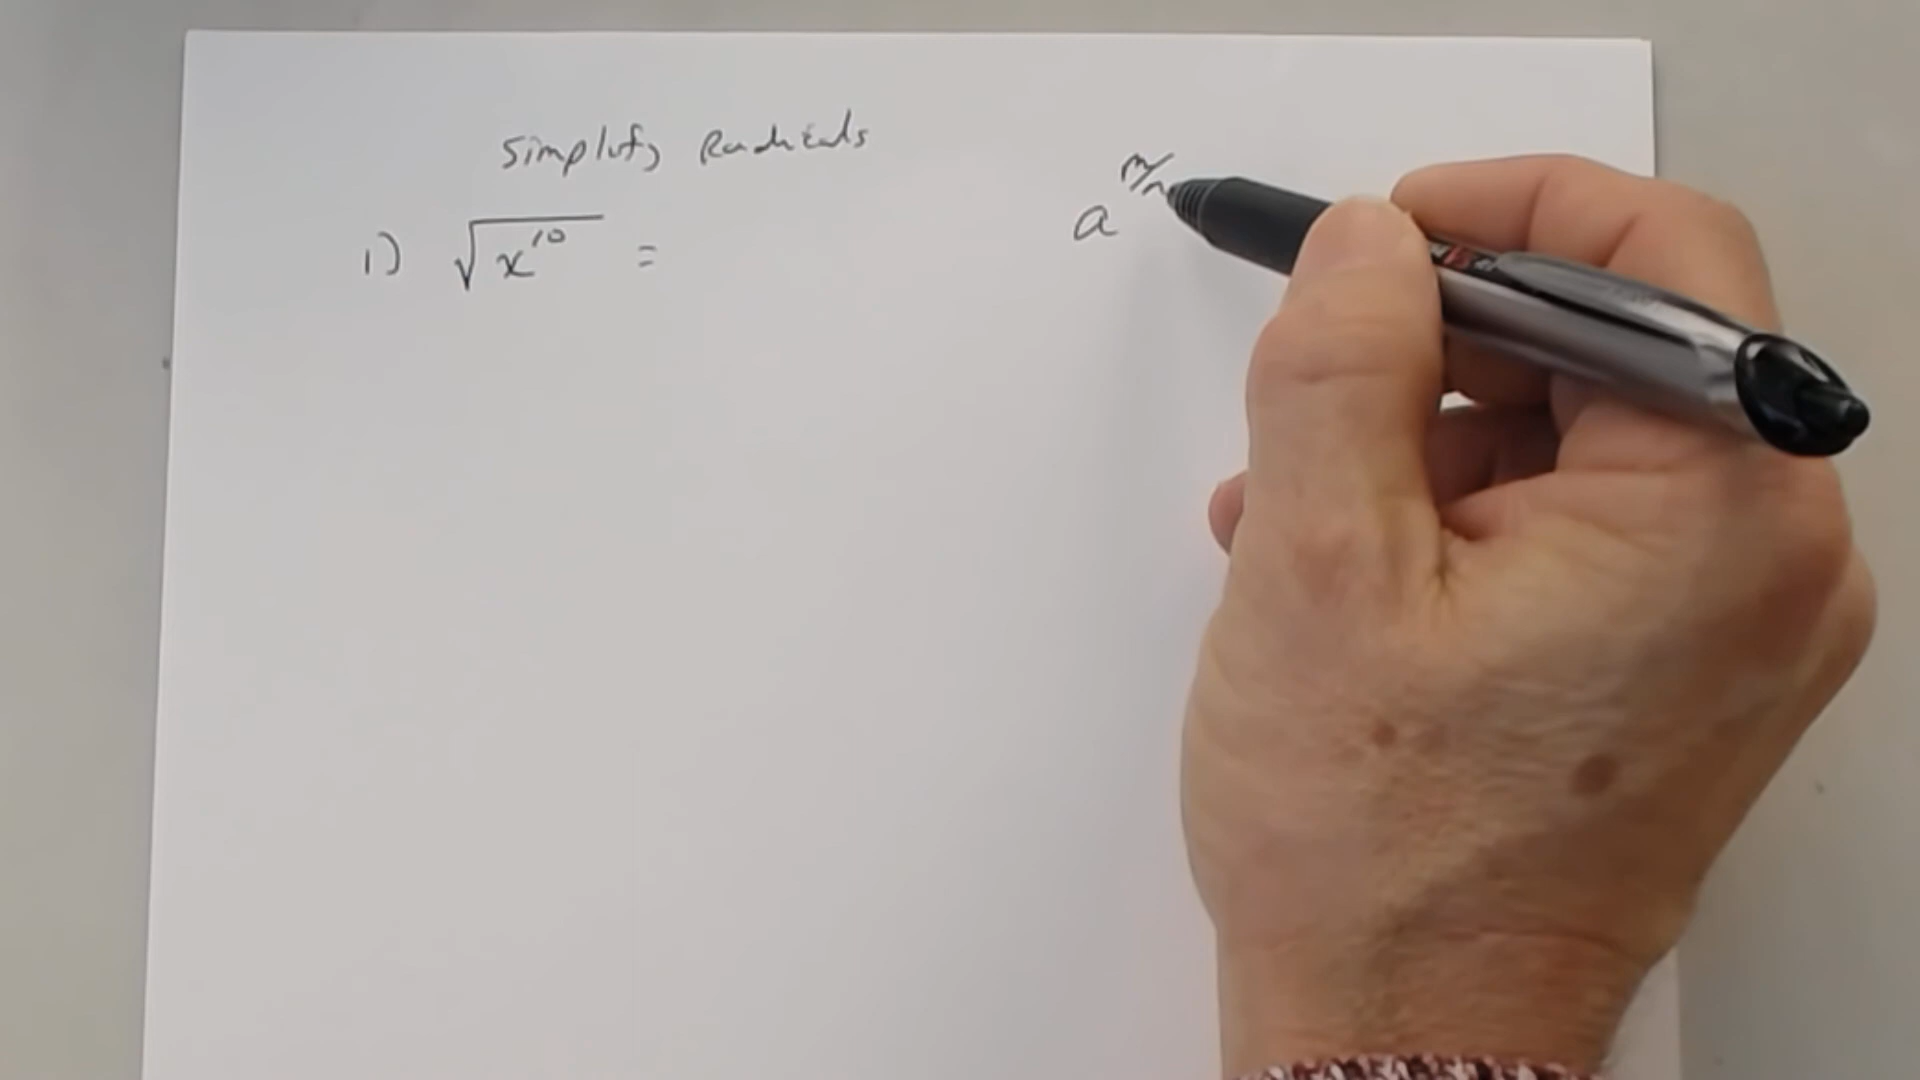 Simplify Radicals
1) √x¹⁰ =
a^m/n